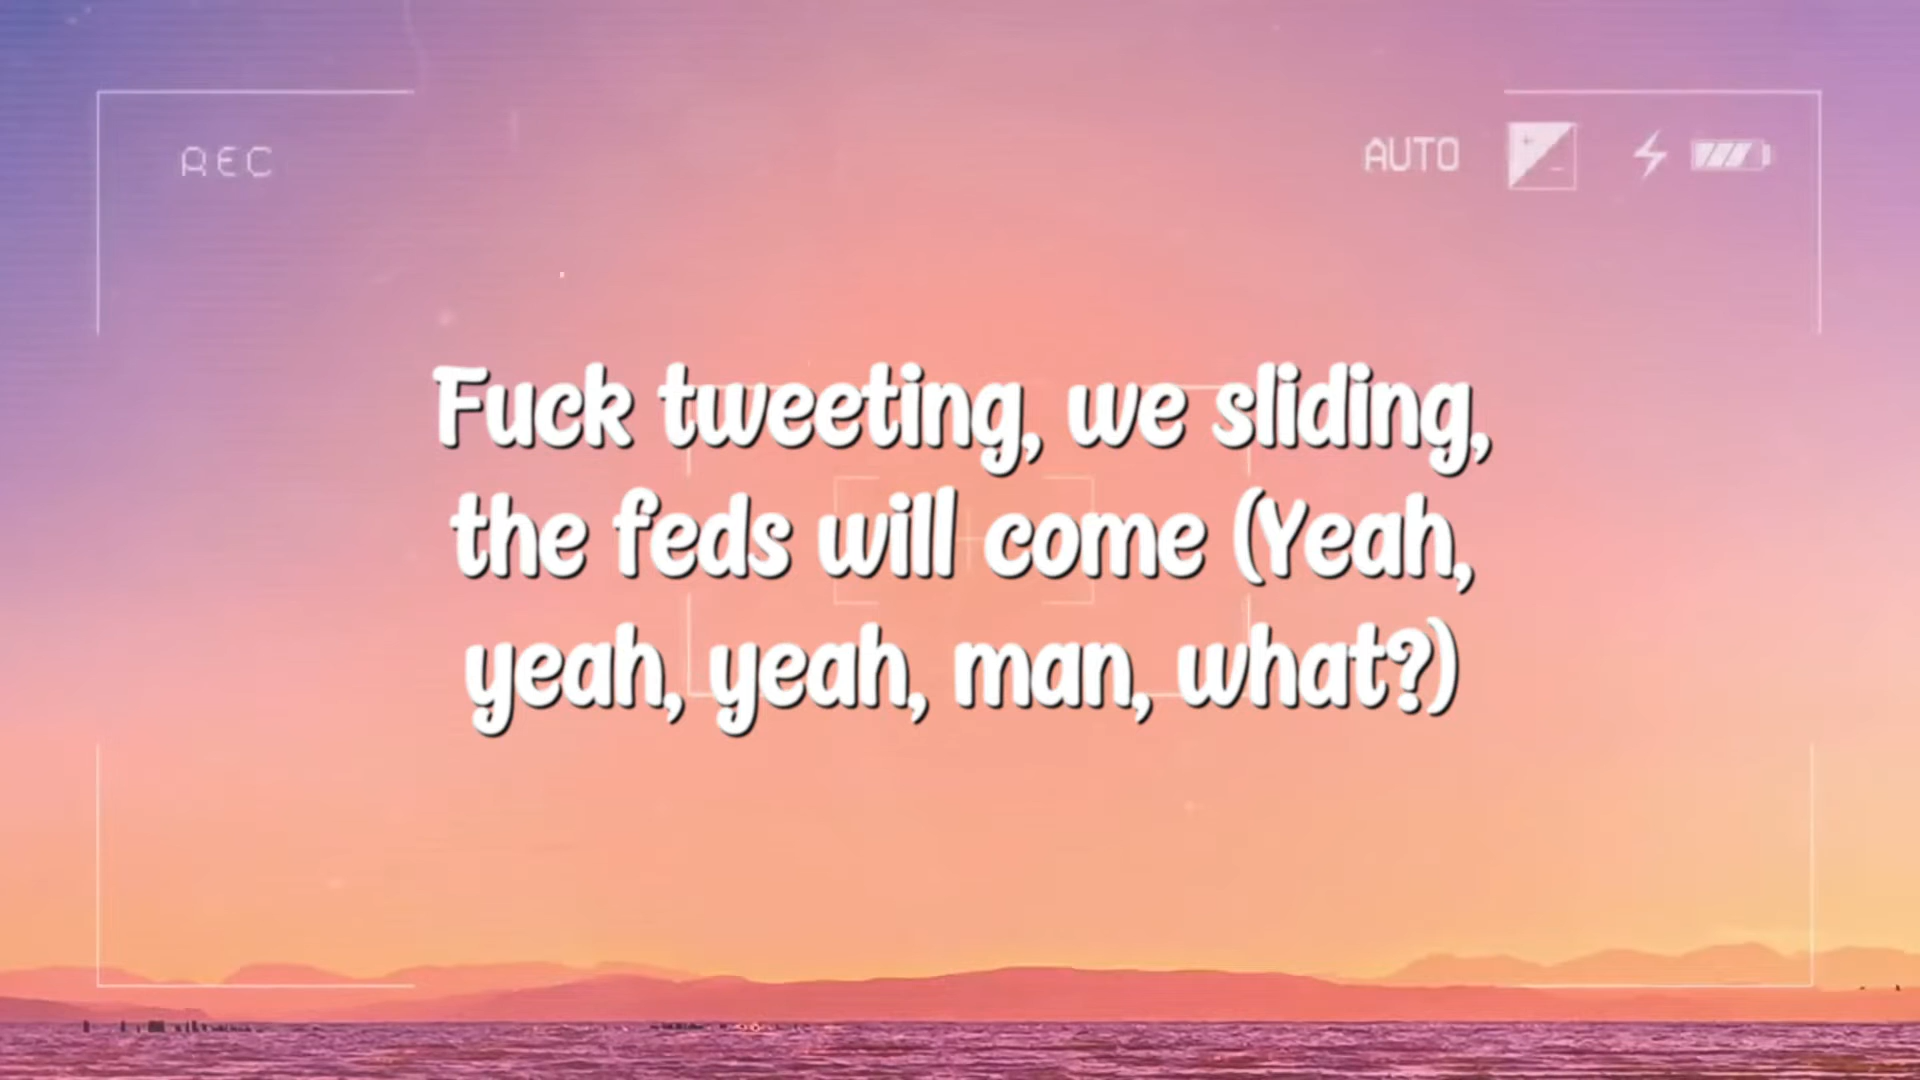 REC
AUTO
Fuck tweeting, we sliding,
the feds will come (Yeah,
yeah, yeah, man, what?)